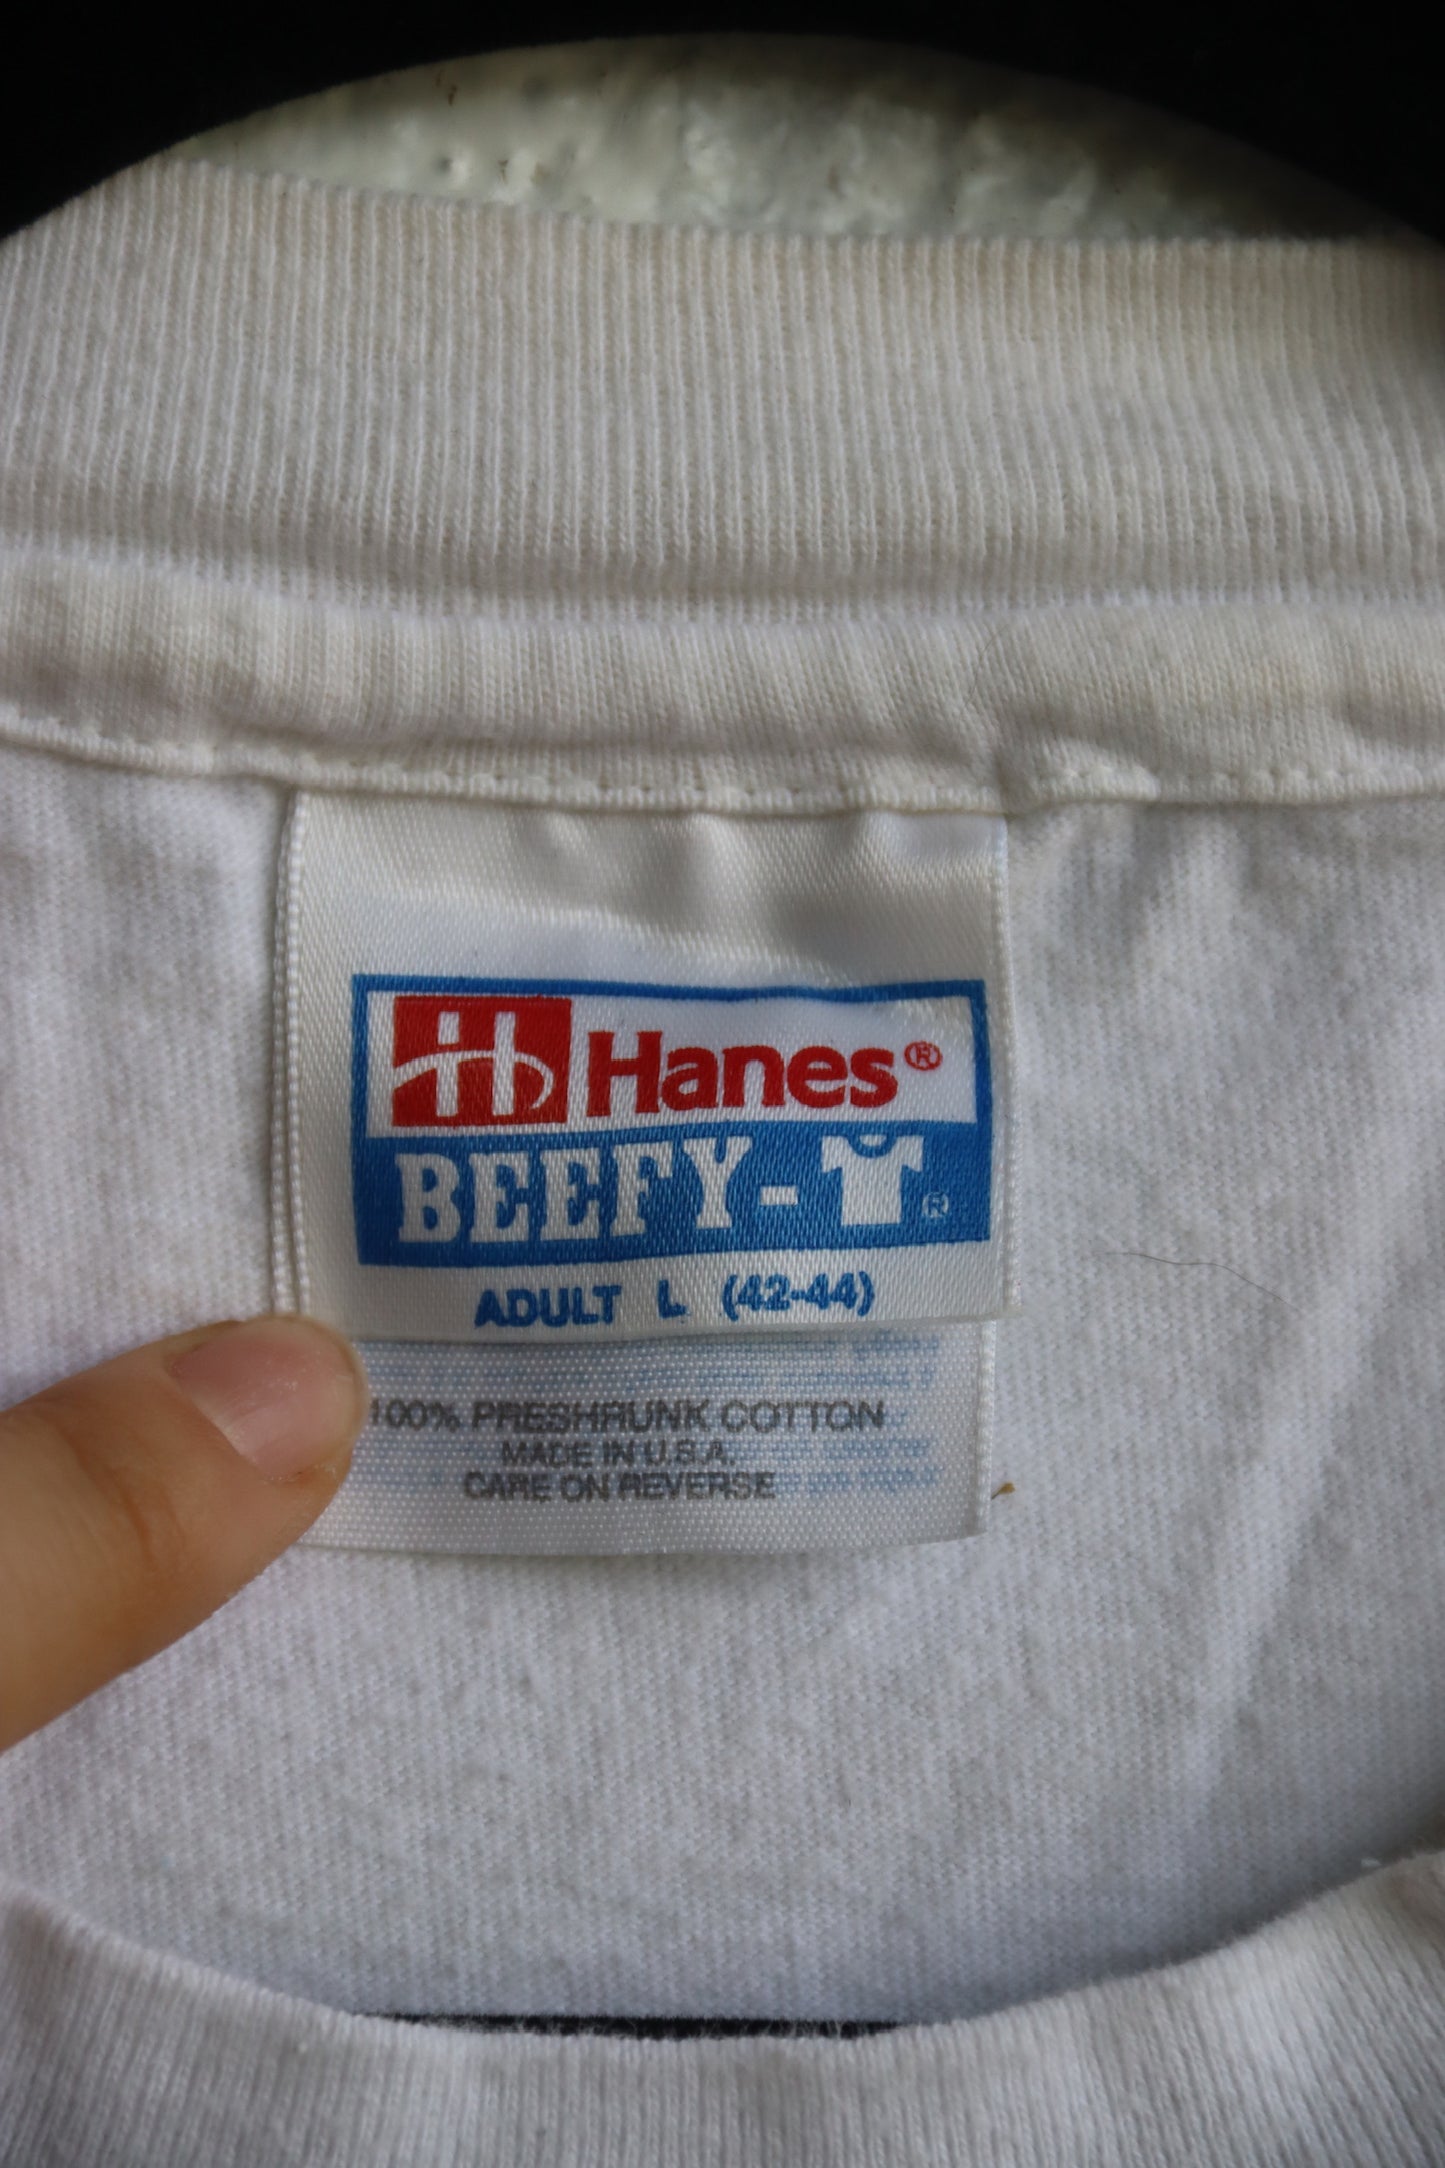 Hanes®
BEEFY-®
ADULT L (42-44)
100% PRESHRUNK COTTON
MADE IN U.S.A.
CARE ON REVERSE